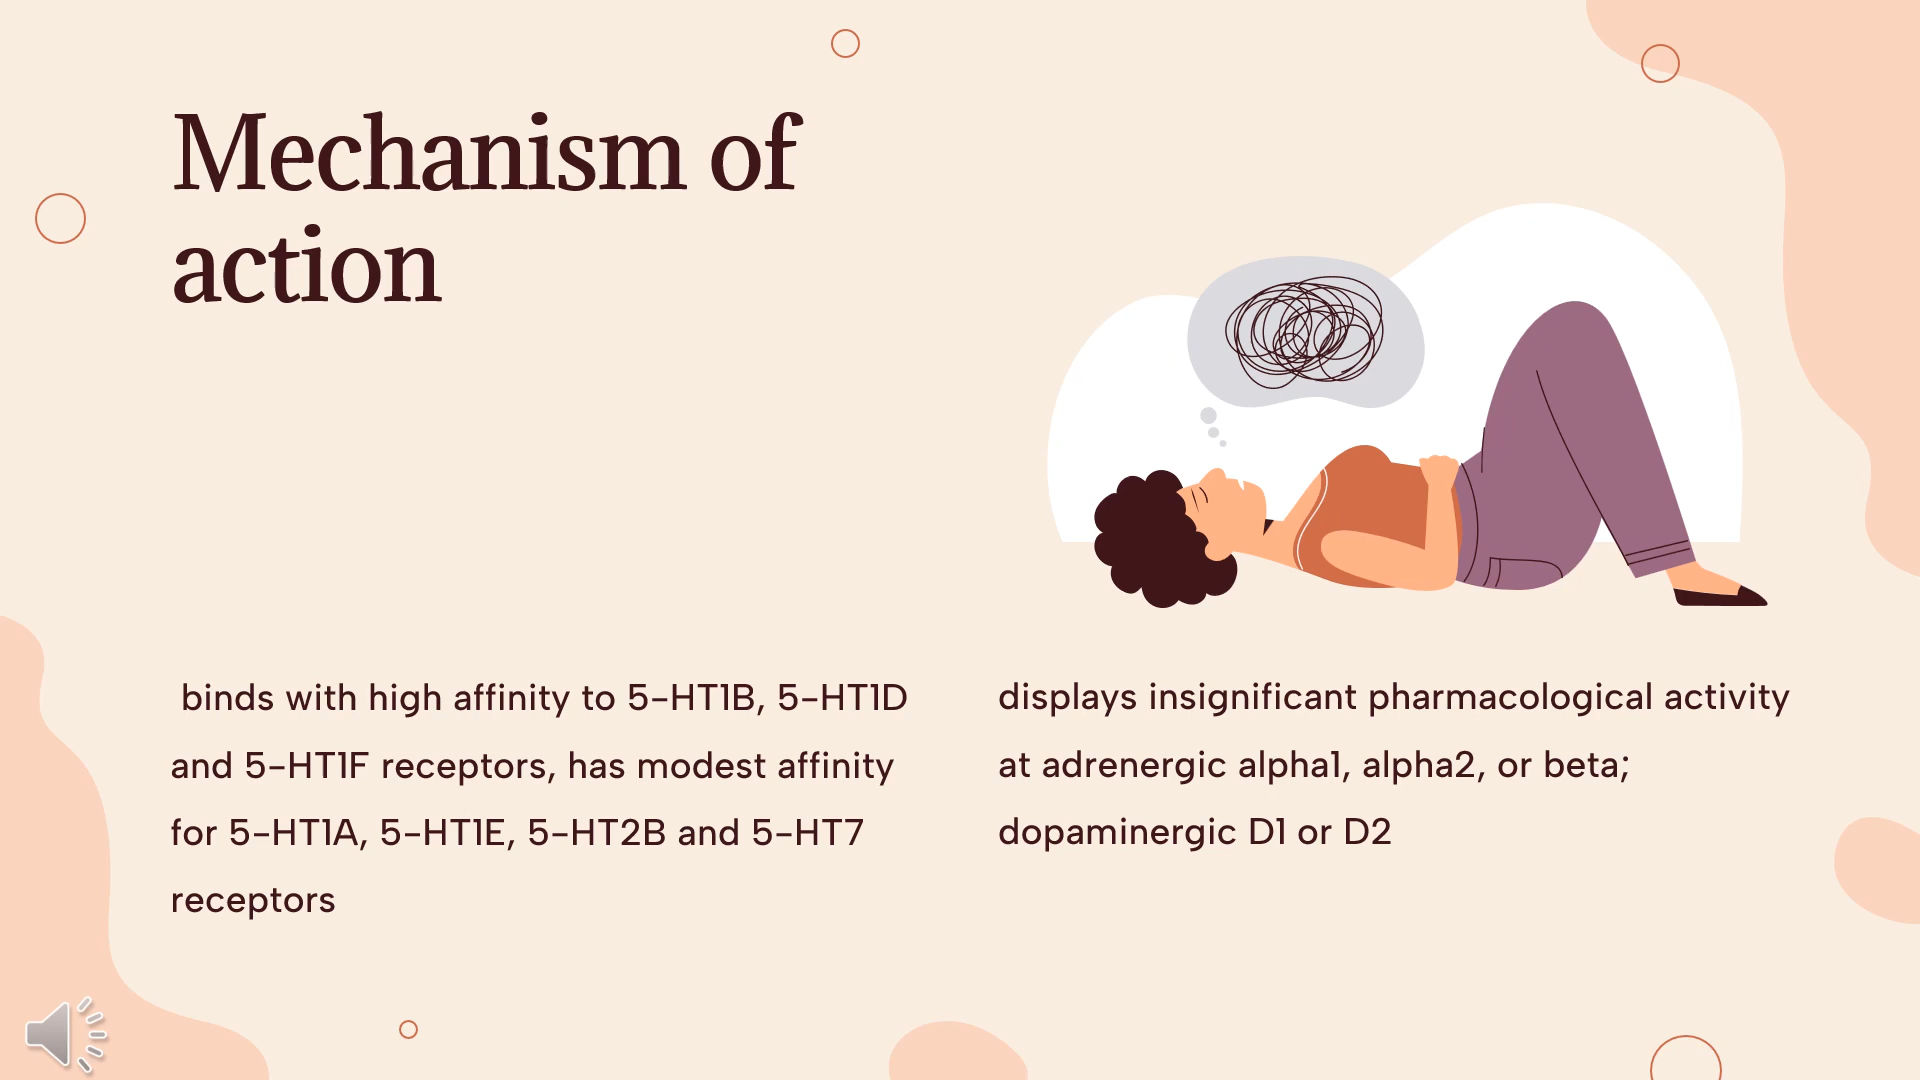 Mechanism of
action
binds with high affinity to 5-HT1B, 5-HT1D
and 5-HT1F receptors, has modest affinity
for 5-HT1A, 5-HT1E, 5-HT2B and 5-HT7
receptors
displays insignificant pharmacological activity
at adrenergic alpha1, alpha2, or beta;
dopaminergic D1 or D2